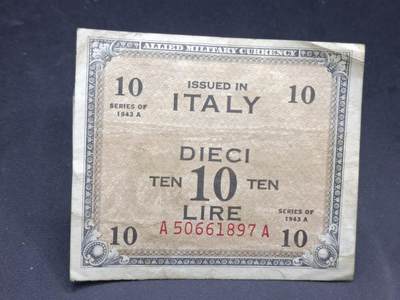 ALLIED MILITARY CURRENCY
10 ISSUED IN 10
ITALY
SERIES OF
1943 A
DIECI
TEN 10 TEN
LIRE
SERIES OF
1943 A
10 A 50661897 A 10